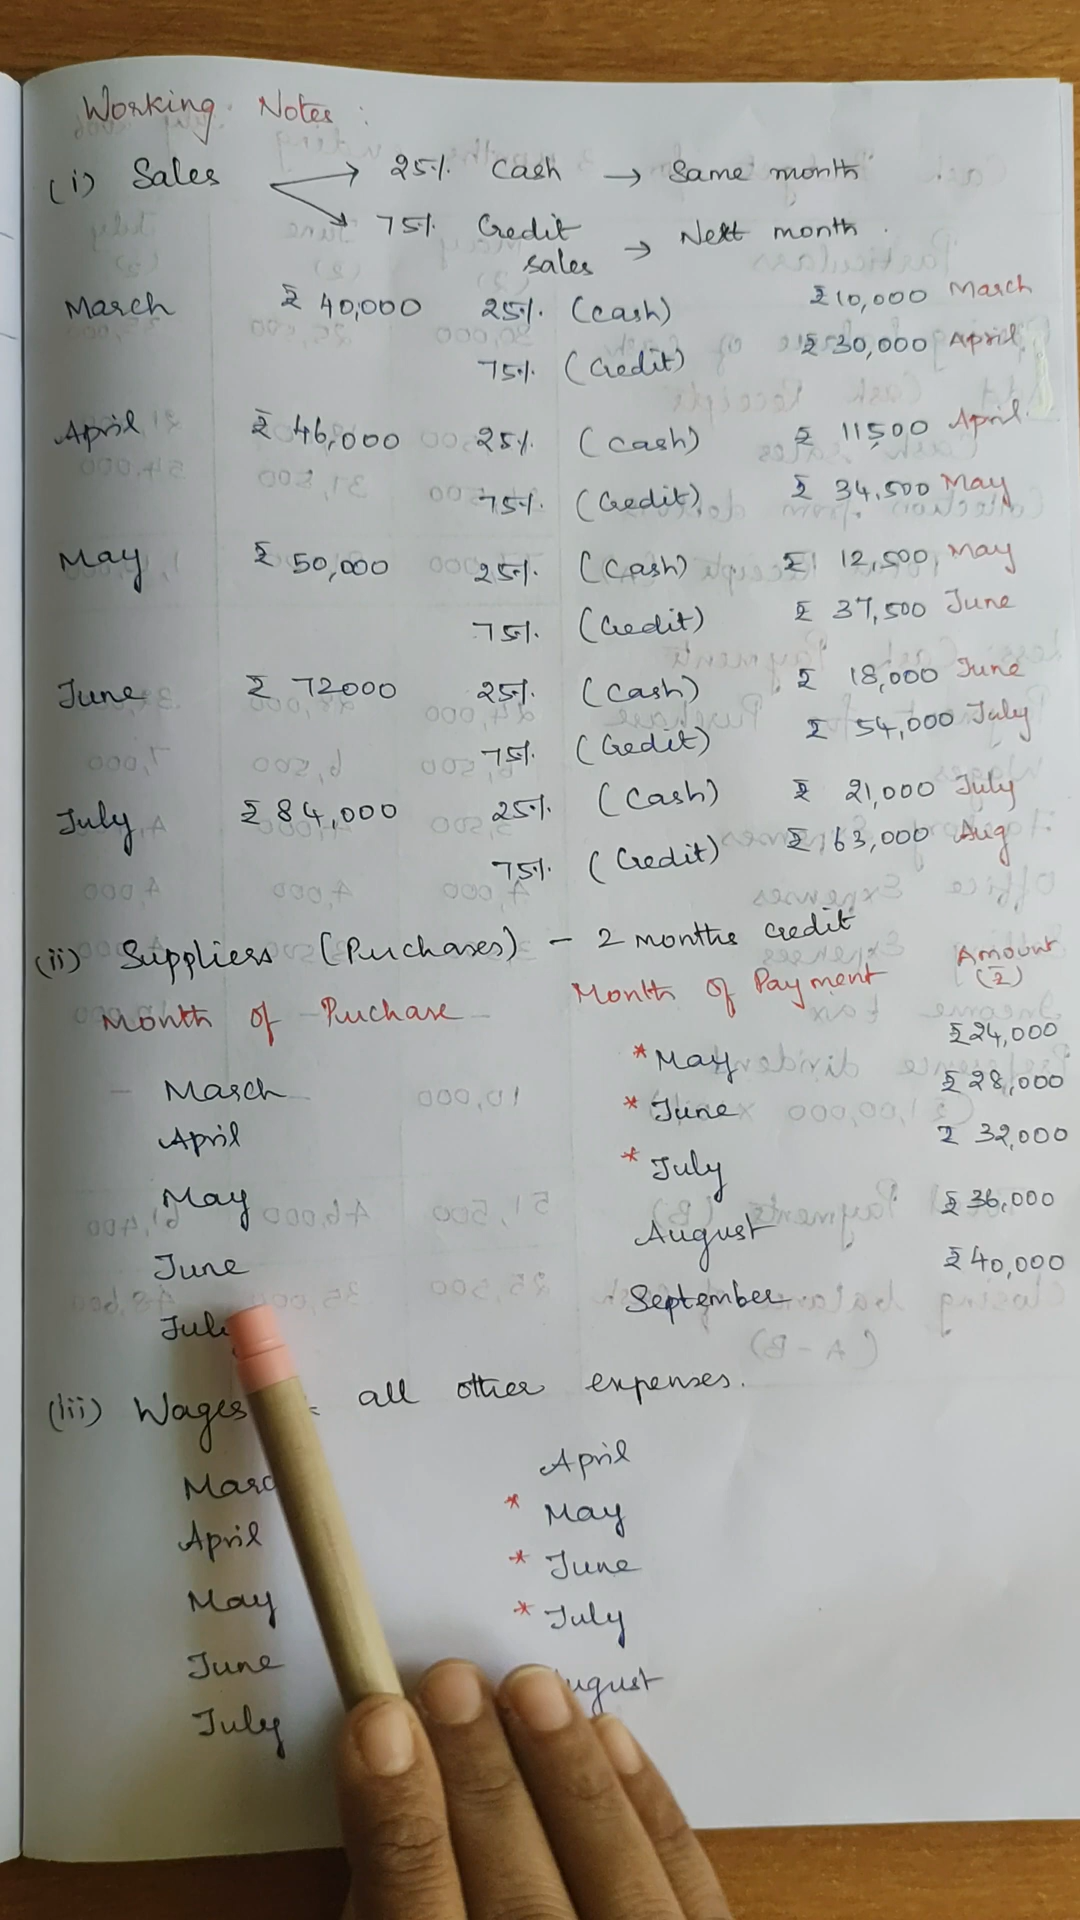 Working Notes :
(i) Sales → 25% Cash → Same month
→ 75% Credit sales → Next month.
March ₹ 40,000 25% (Cash) ₹10,000 March
75% (Credit) ₹30,000 April
April ₹ 46,000 25% (Cash) ₹ 11500 April
75% (Credit) ₹ 34,500 May
May ₹ 50,000 25% (Cash) ₹ 12,500 May
75% (Credit) ₹ 37,500 June
June ₹ 72000 25% (Cash) ₹ 18,000 June
75% (Credit) ₹ 54,000 July
July ₹ 84,000 25% (Cash) ₹ 21,000 July
75% (Credit) ₹ 63,000 Aug
(ii) Suppliers (Purchases) - 2 months credit
Month of Purchase Month of Payment Amount (₹)
March * May ₹24,000
April * June ₹ 28,000
May * July ₹ 32,000
June August ₹ 36,000
July September ₹ 40,000
(iii) Wages all other expenses.
March April
April * May
May * June
June * July
July August